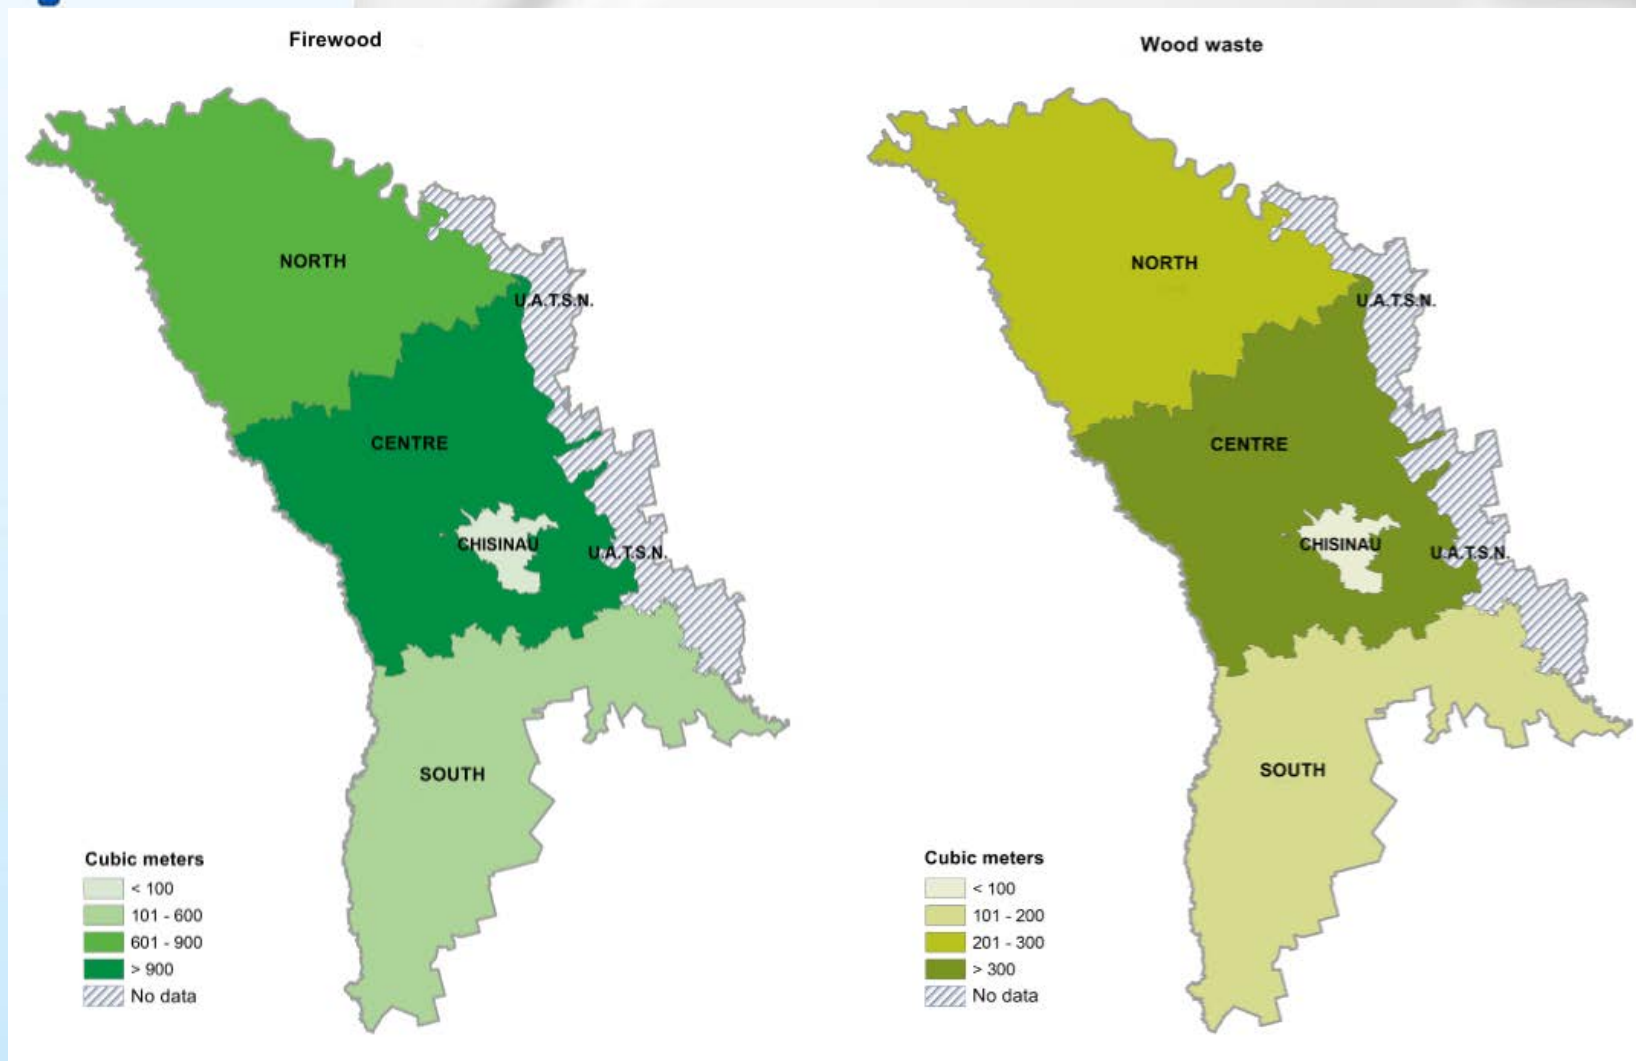 Firewood
NORTH
U.A.T.S.N.
CENTRE
CHISINAU
U.A.T.S.N.
SOUTH
Cubic meters
< 100
101 - 600
601 - 900
> 900
No data
Wood waste
NORTH
U.A.T.S.N.
CENTRE
CHISINAU
U.A.T.S.N.
SOUTH
Cubic meters
< 100
101 - 200
201 - 300
> 300
No data